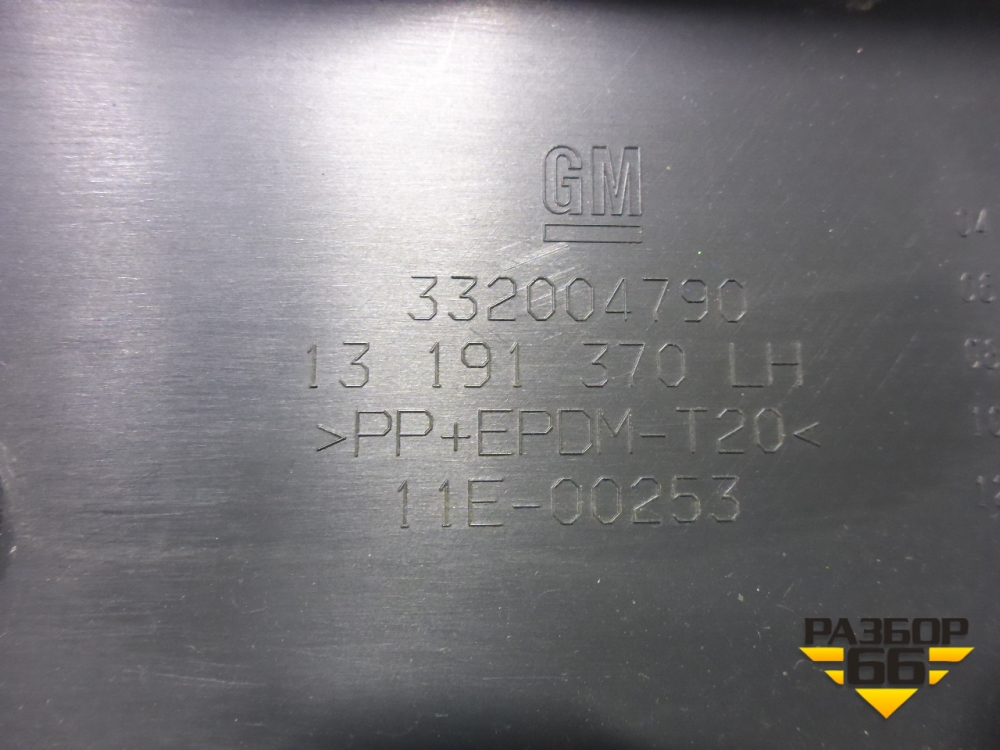 GM
332004790
13 191 370 LH
>PP+EPDM-T20<
11E-00253
РАЗБОР
66